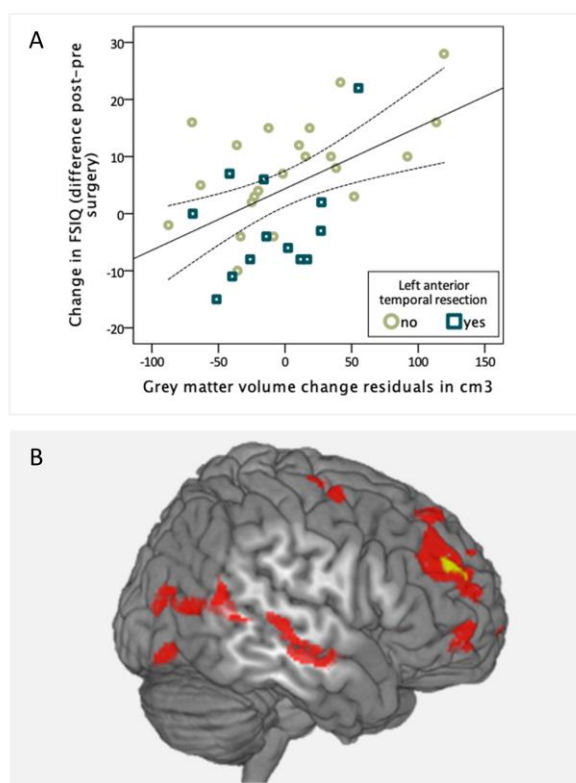 A
Change in FSIQ (difference post-pre
surgery)
30
20
10
0
-10
-20
-100 -50 0 50 100 150
Grey matter volume change residuals in cm3
Left anterior
temporal resection
no yes
B